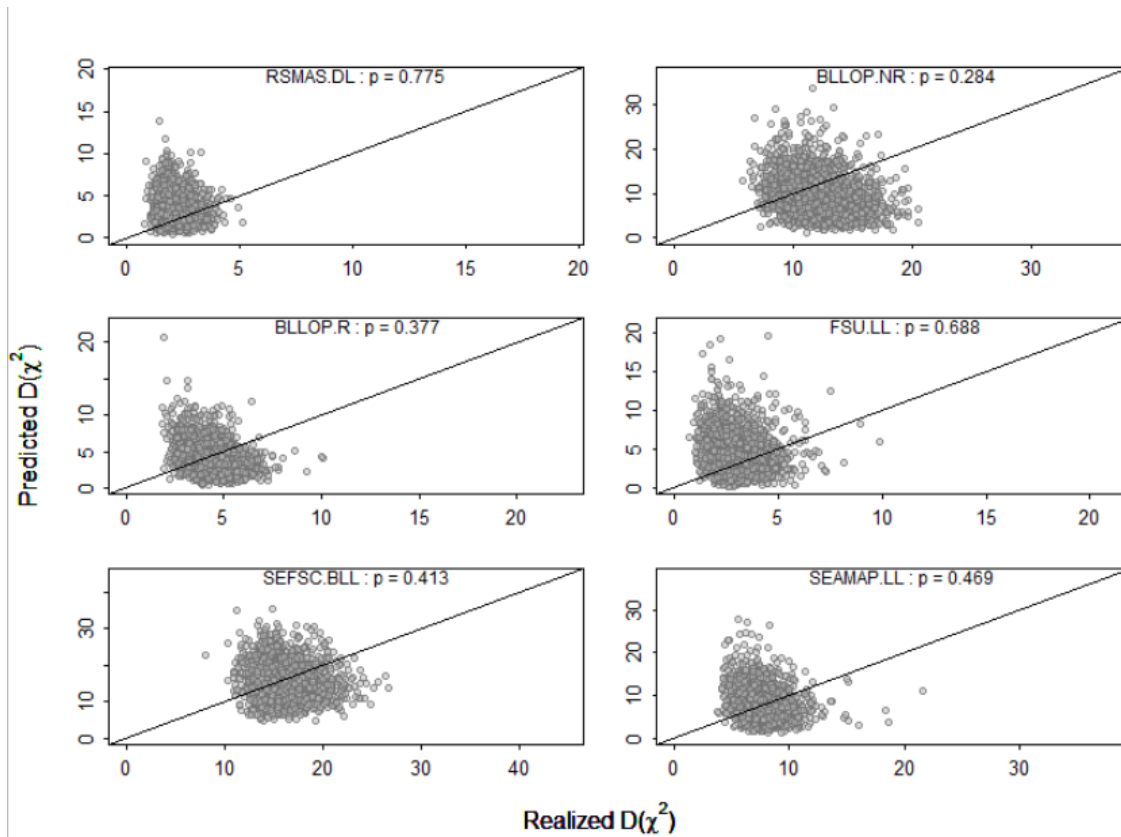 RSMAS.DL : p = 0.775
0 5 10 15 20
0 5 10 15 20
BLLOP.NR : p = 0.284
0 10 20 30
0 10 20 30
BLLOP.R : p = 0.377
0 5 10 20
0 5 10 15 20
FSU.LL : p = 0.688
0 5 10 15 20
0 5 10 15 20
SEFSC.BLL : p = 0.413
0 10 30
0 10 20 30 40
SEAMAP.LL : p = 0.469
0 10 20 30
0 10 20 30
Predicted D(χ²)
Realized D(χ²)